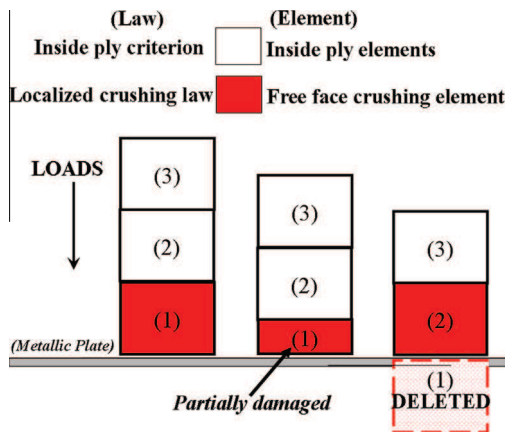 (Law) (Element)
Inside ply criterion Inside ply elements
Localized crushing law Free face crushing element
LOADS
(3)
(2)
(1)
(3)
(2)
(1)
(3)
(2)
(Metallic Plate)
(1)
DELETED
Partially damaged